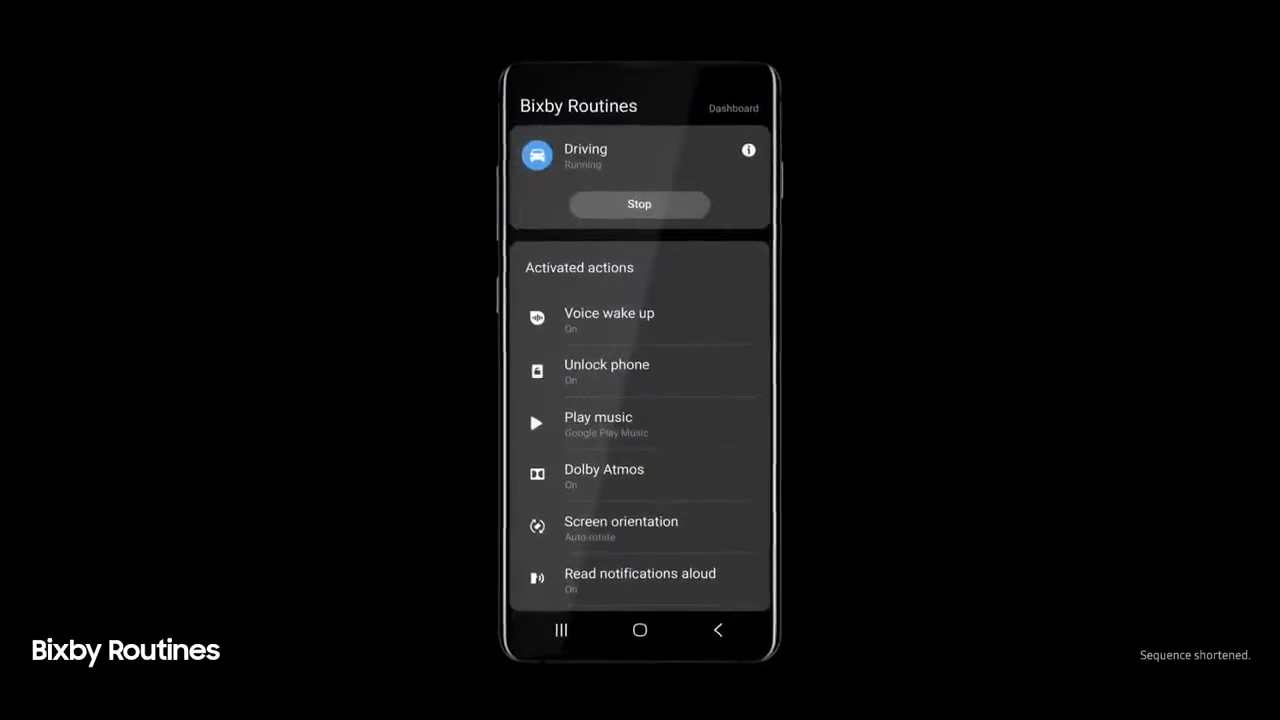 Bixby Routines
Dashboard
Driving
Running
Stop
Activated actions
Voice wake up
On
Unlock phone
On
Play music
Google Play Music
Dolby Atmos
On
Screen orientation
Auto rotate
Read notifications aloud
On
Bixby Routines
Sequence shortened.